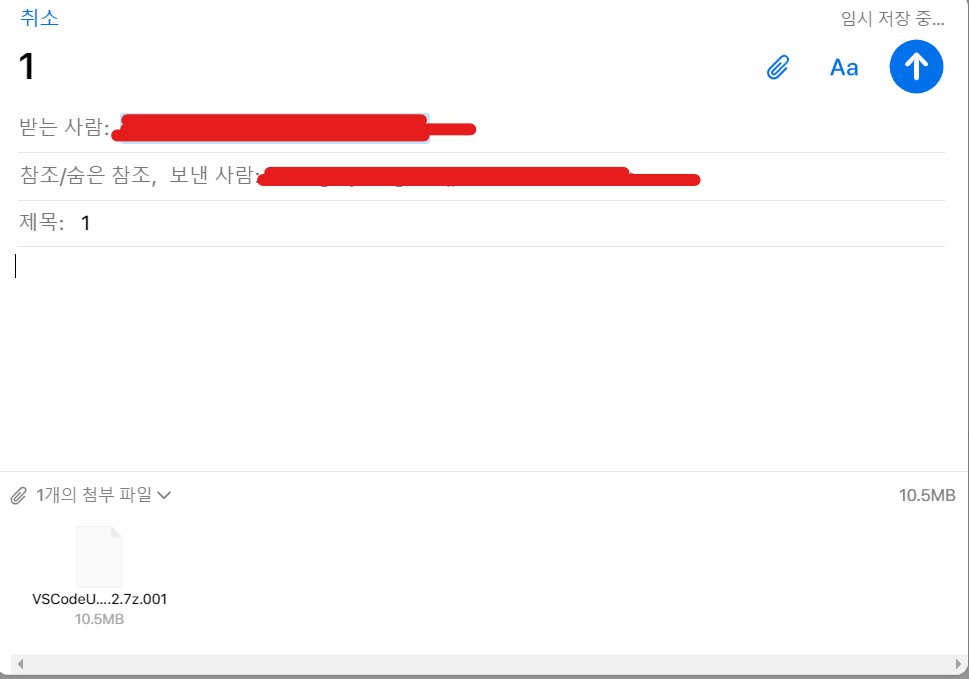 취소
임시 저장 중...
1
Aa
받는 사람:
참조/숨은 참조, 보낸 사람:
제목: 1
1개의 첨부 파일
10.5MB
VSCodeU....2.7z.001
10.5MB